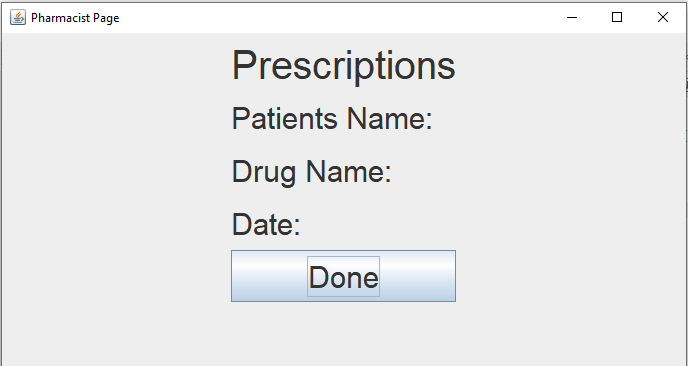 Pharmacist Page
Prescriptions
Patients Name:
Drug Name:
Date:
Done